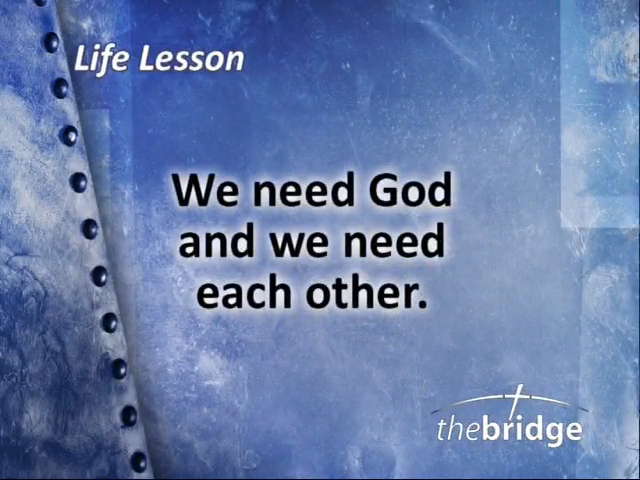 Life Lesson
We need God
and we need
each other.
thebridge